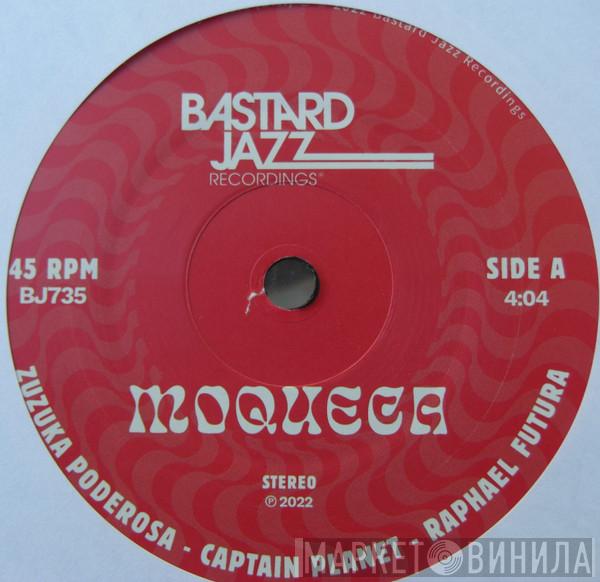 2022 Bastard Jazz Recordings
BASTARD
JAZZ
RECORDINGS®
45 RPM
BJ735
SIDE A
4:04
MOQUECA
STEREO
℗ 2022
ZUZUKA PODEROSA - CAPTAIN PLANET - RAPHAEL FUTURA
МАРКЕТ ВИНИЛА